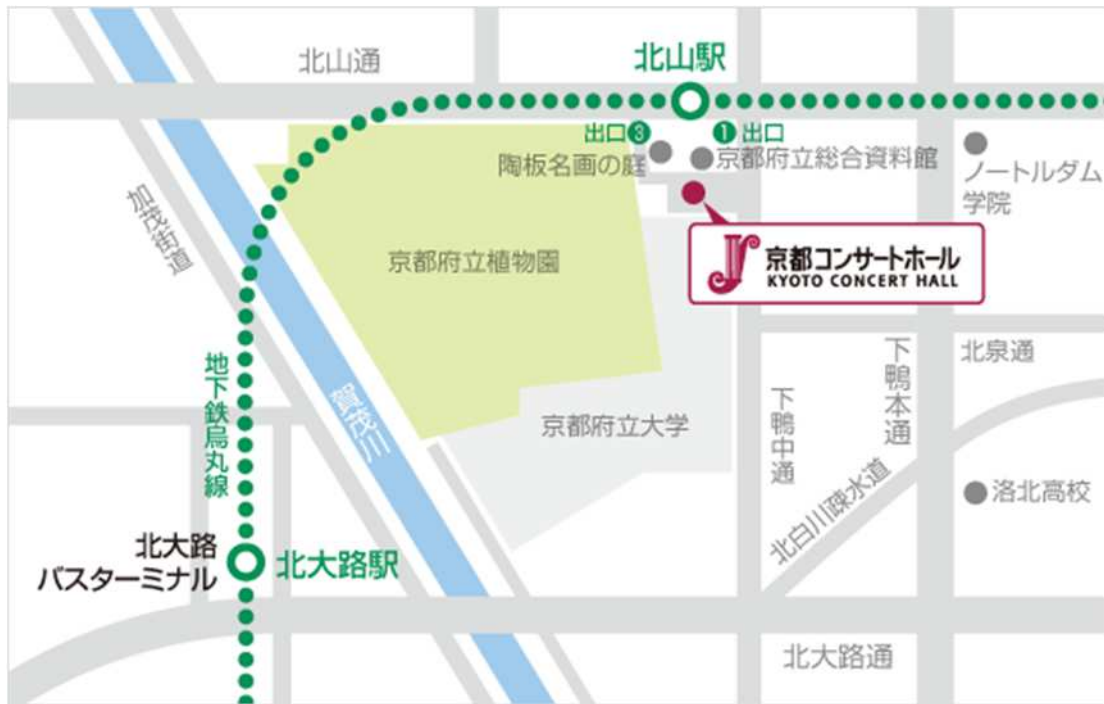 北山通
北山駅
出口❸
❶出口
陶板名画の庭
京都府立総合資料館
ノートルダム
学院
加茂街道
京都府立植物園
京都コンサートホール
KYOTO CONCERT HALL
地下鉄烏丸線
賀茂川
京都府立大学
下鴨中通
下鴨本通
北泉通
北白川疎水道
洛北高校
北大路
バスターミナル
北大路駅
北大路通